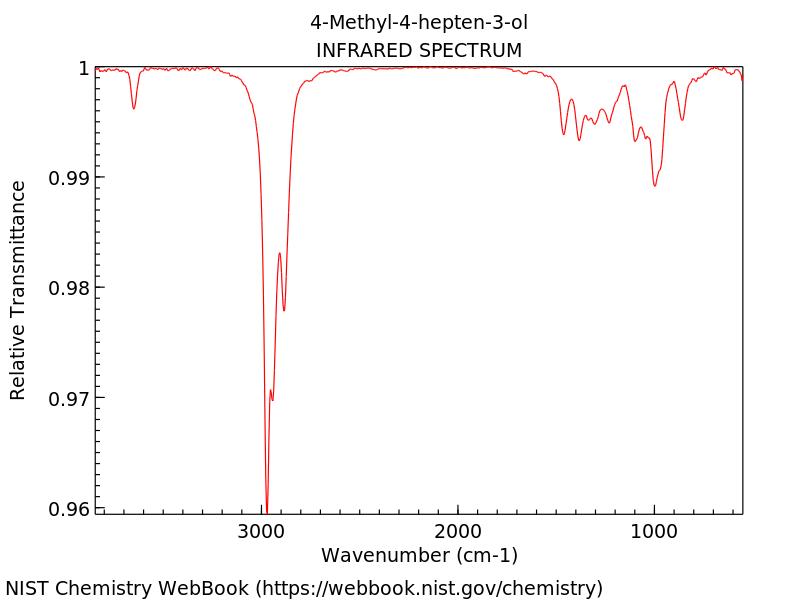 4-Methyl-4-hepten-3-ol
INFRARED SPECTRUM
1
0.99
0.98
0.97
0.96
Relative Transmittance
3000 2000 1000
Wavenumber (cm-1)
NIST Chemistry WebBook (https://webbook.nist.gov/chemistry)